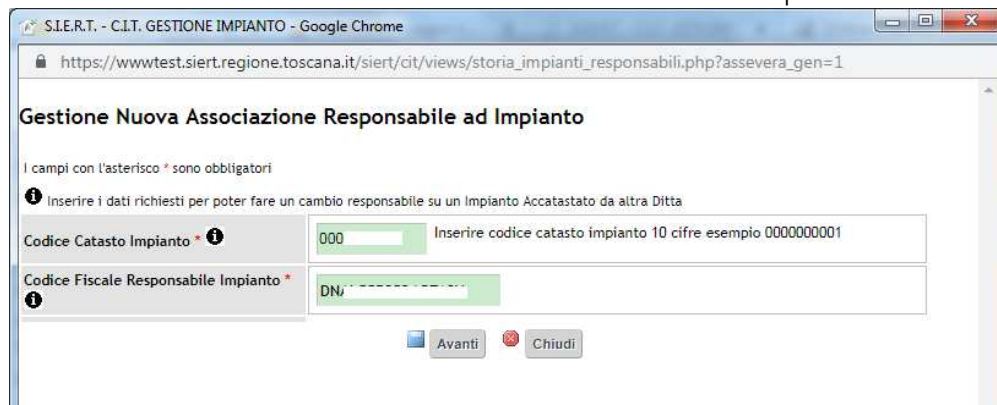 S.I.E.R.T. - C.I.T. GESTIONE IMPIANTO - Google Chrome
https://wwwtest.siert.regione.toscana.it/siert/cit/views/storia_impianti_responsabili.php?assevera_gen=1
Gestione Nuova Associazione Responsabile ad Impianto
I campi con l'asterisco * sono obbligatori
Inserire i dati richiesti per poter fare un cambio responsabile su un Impianto Accatastato da altra Ditta
Codice Catasto Impianto * 000 Inserire codice catasto impianto 10 cifre esempio 0000000001
Codice Fiscale Responsabile Impianto *
Avanti Chiudi